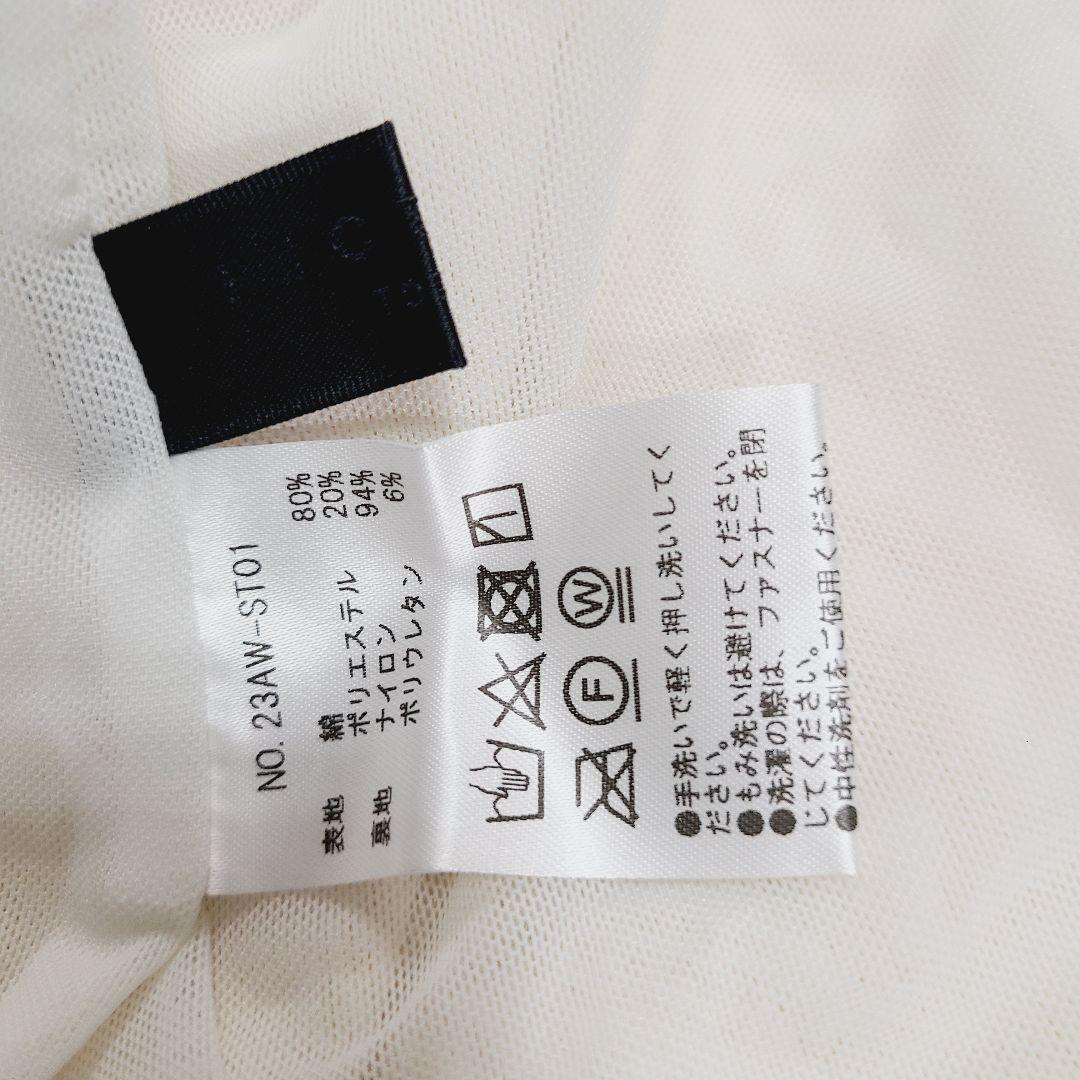 NO. 23AW-ST01
表地 綿 80%
ポリエステル 20%
裏地 ナイロン 94%
ポリウレタン 6%
F W
●手洗いで軽く押し洗いしてく
ださい。
●もみ洗いは避けてください。
●洗濯の際は、ファスナーを閉
じてください。
●中性洗剤をご使用ください。